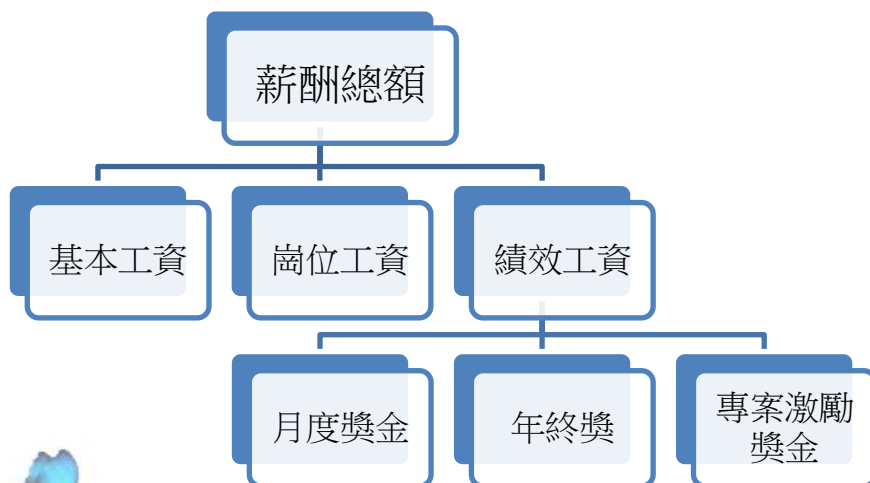 薪酬總額
基本工資
崗位工資
績效工資
月度獎金
年終獎
專案激勵
獎金